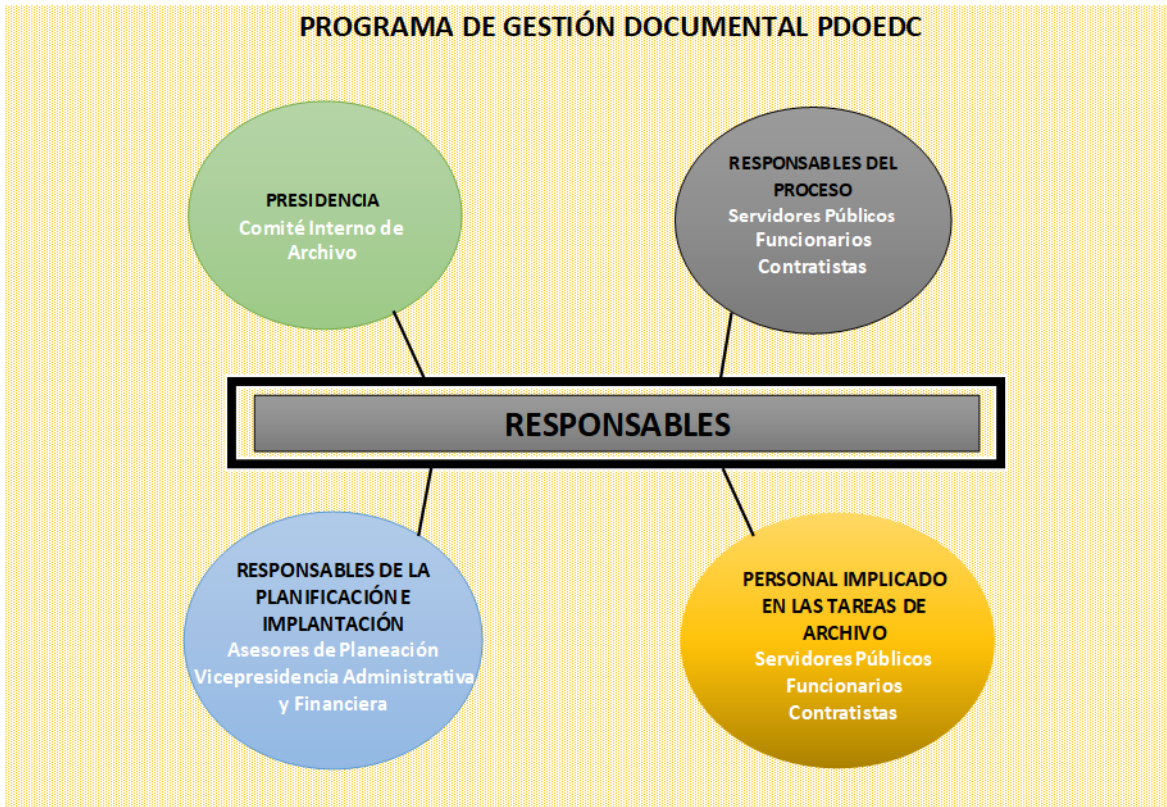 PROGRAMA DE GESTIÓN DOCUMENTAL PDOEDC
PRESIDENCIA
Comité Interno de
Archivo
RESPONSABLES DEL
PROCESO
Servidores Públicos
Funcionarios
Contratistas
RESPONSABLES
RESPONSABLES DE LA
PLANIFICACIÓN E
IMPLANTACIÓN
Asesores de Planeación
Vicepresidencia Administrativa
y Financiera
PERSONAL IMPLICADO
EN LAS TAREAS DE
ARCHIVO
Servidores Públicos
Funcionarios
Contratistas